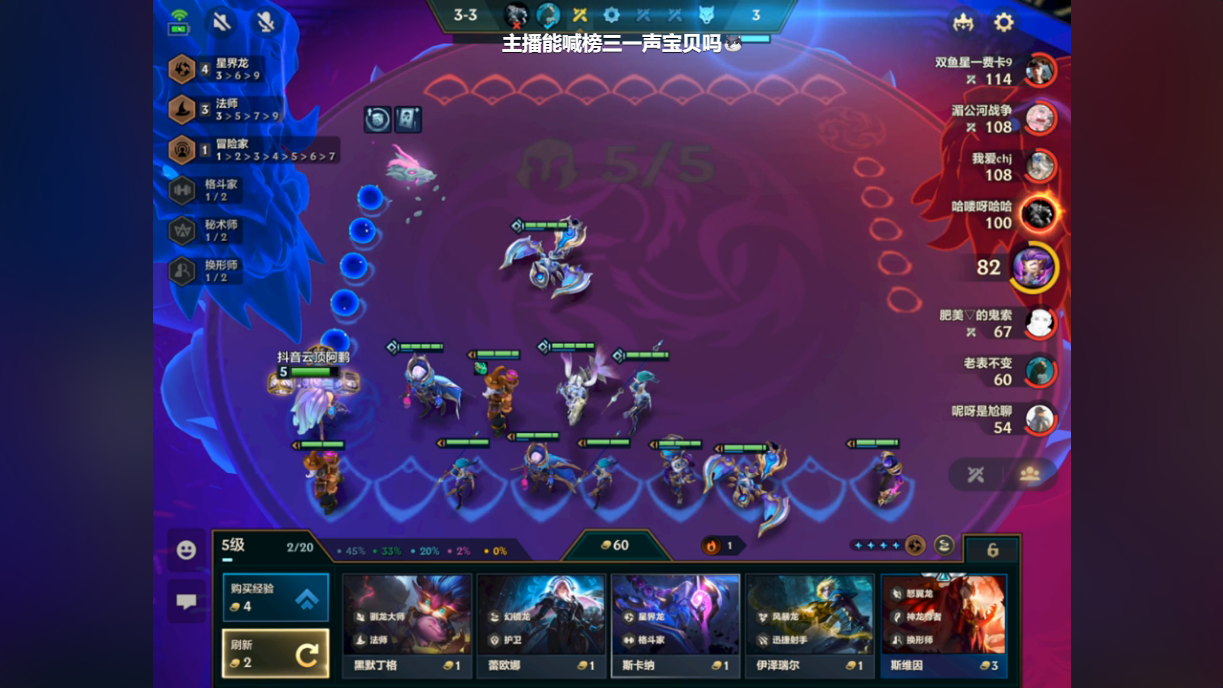 3-3
3
主播能喊榜三一声宝贝吗
4
星界龙
3 > 6 > 9
3
法师
3 > 5 > 7 > 9
1
冒险家
1 > 2 > 3 > 4 > 5 > 6 > 7
格斗家
1 / 2
秘术师
1 / 2
换形师
1 / 2
5/5
双鱼星一费卡9
114
湄公河战争
108
我爱chj
108
哈喽呀哈哈
100
82
肥美♡的鬼索
67
老表不变
60
呢呀是尬聊
54
抖音云顶阿鹏
5
5级
2/20
45%
33%
20%
2%
0%
60
1
6
购买经验
4
刷新
2
驯龙大师
法师
黑默丁格
1
幻镜龙
护卫
蕾欧娜
1
星界龙
格斗家
斯卡纳
1
风暴龙
迅捷射手
伊泽瑞尔
1
怒翼龙
神龙尊者
换形师
斯维因
3